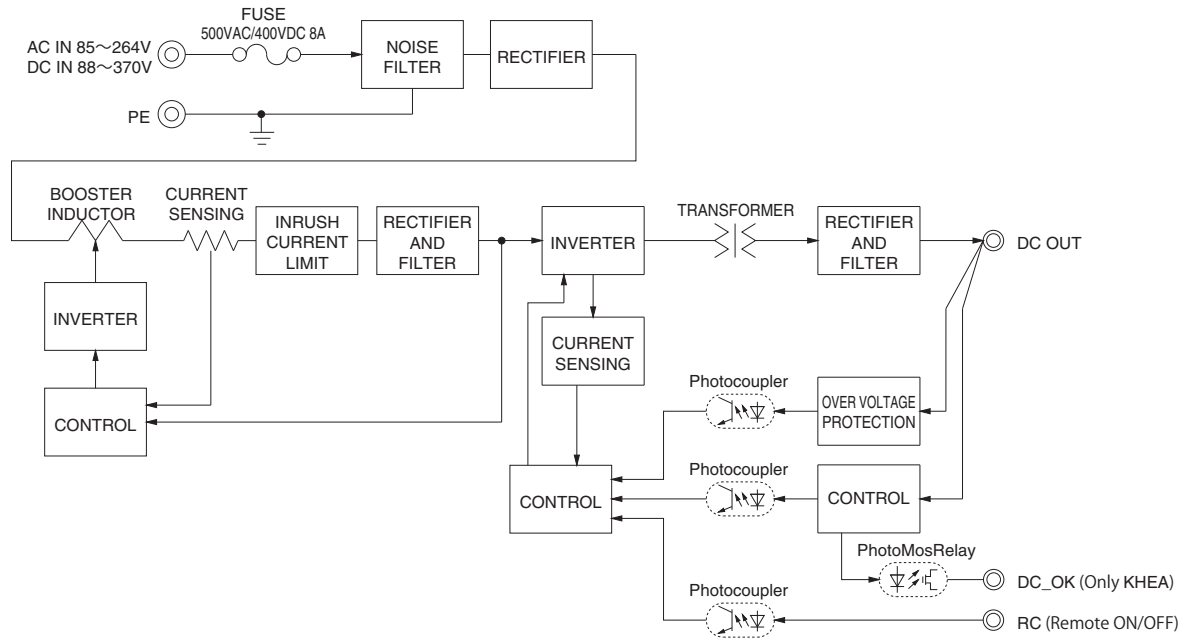 FUSE
500VAC/400VDC 8A
AC IN 85～264V
DC IN 88～370V
NOISE
FILTER
RECTIFIER
PE
BOOSTER
INDUCTOR
CURRENT
SENSING
INRUSH
CURRENT
LIMIT
RECTIFIER
AND
FILTER
INVERTER
TRANSFORMER
RECTIFIER
AND
FILTER
DC OUT
INVERTER
CURRENT
SENSING
CONTROL
Photocoupler
OVER VOLTAGE
PROTECTION
Photocoupler
CONTROL
CONTROL
PhotoMosRelay
DC_OK (Only KHEA)
Photocoupler
RC (Remote ON/OFF)